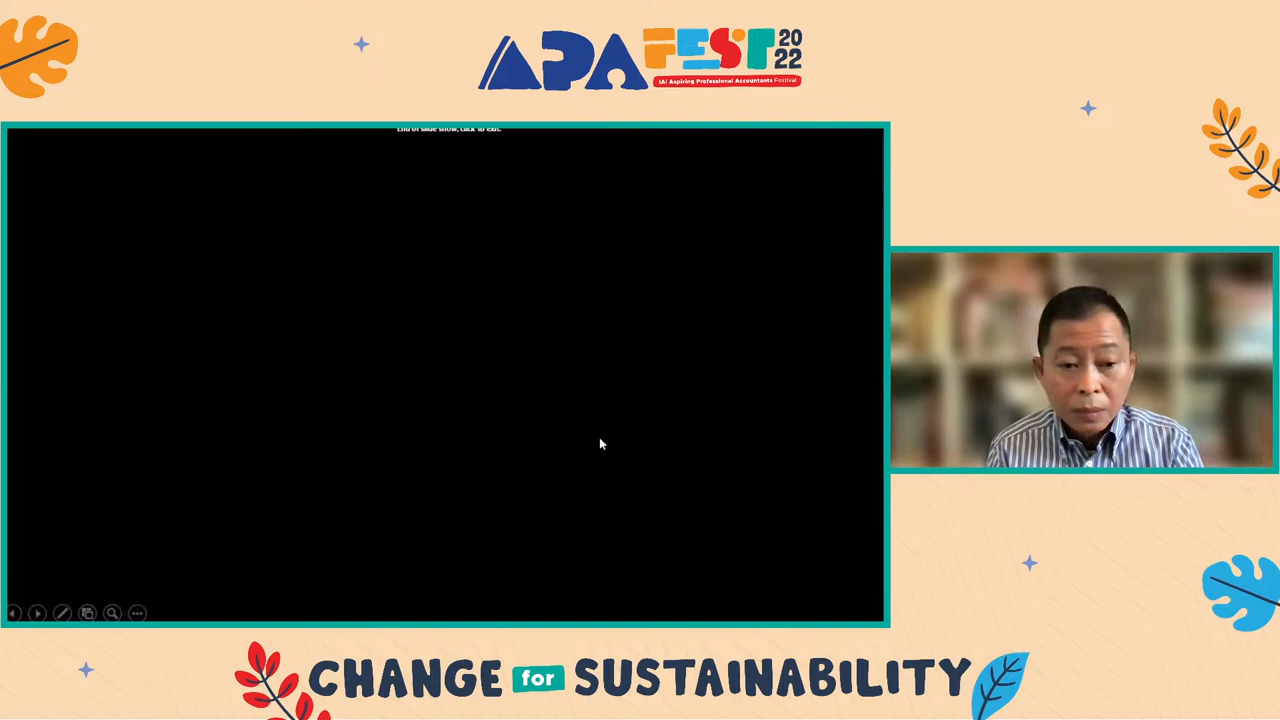 APA FEST 2022
IAI Aspiring Professional Accountants Festival
End of slide show, click to exit.
CHANGE for SUSTAINABILITY